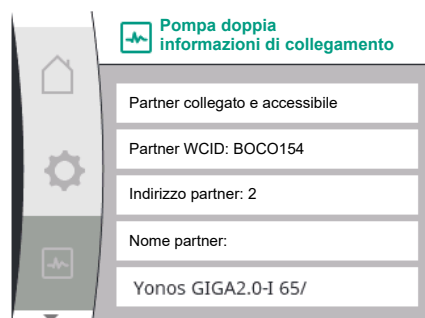 Pompa doppia
informazioni di collegamento
Partner collegato e accessibile
Partner WCID: BOCO154
Indirizzo partner: 2
Nome partner:
Yonos GIGA2.0-I 65/